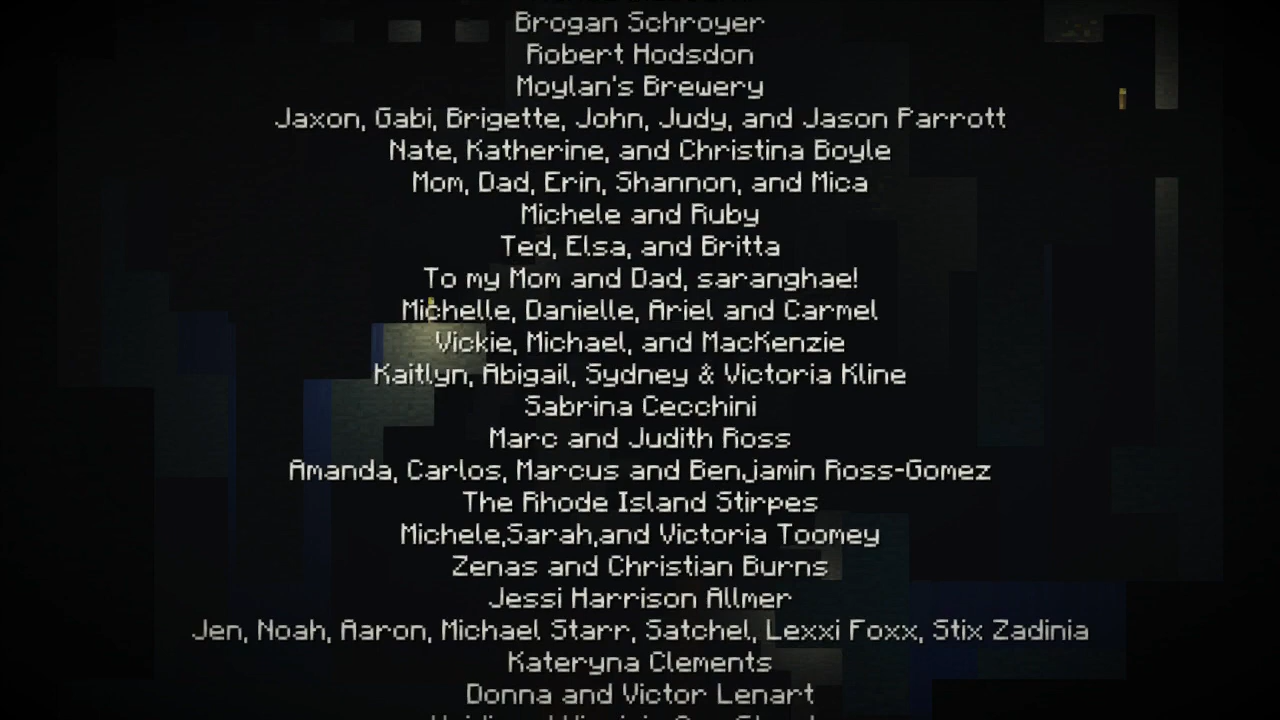 Brogan Schroyer
Robert Hodsdon
Moylan's Brewery
Jaxon, Gabi, Brigette, John, Judy, and Jason Parrott
Nate, Katherine, and Christina Boyle
Mom, Dad, Erin, Shannon, and Mica
Michele and Ruby
Ted, Elsa, and Britta
To my Mom and Dad, saranghae!
Michelle, Danielle, Ariel and Carmel
Vickie, Michael, and MacKenzie
Kaitlyn, Abigail, Sydney & Victoria Kline
Sabrina Cecchini
Marc and Judith Ross
Amanda, Carlos, Marcus and Benjamin Ross-Gomez
The Rhode Island Stirpes
Michele,Sarah,and Victoria Toomey
Zenas and Christian Burns
Jessi Harrison Allmer
Jen, Noah, Aaron, Michael Starr, Satchel, Lexxi Foxx, Stix Zadinia
Kateryna Clements
Donna and Victor Lenart